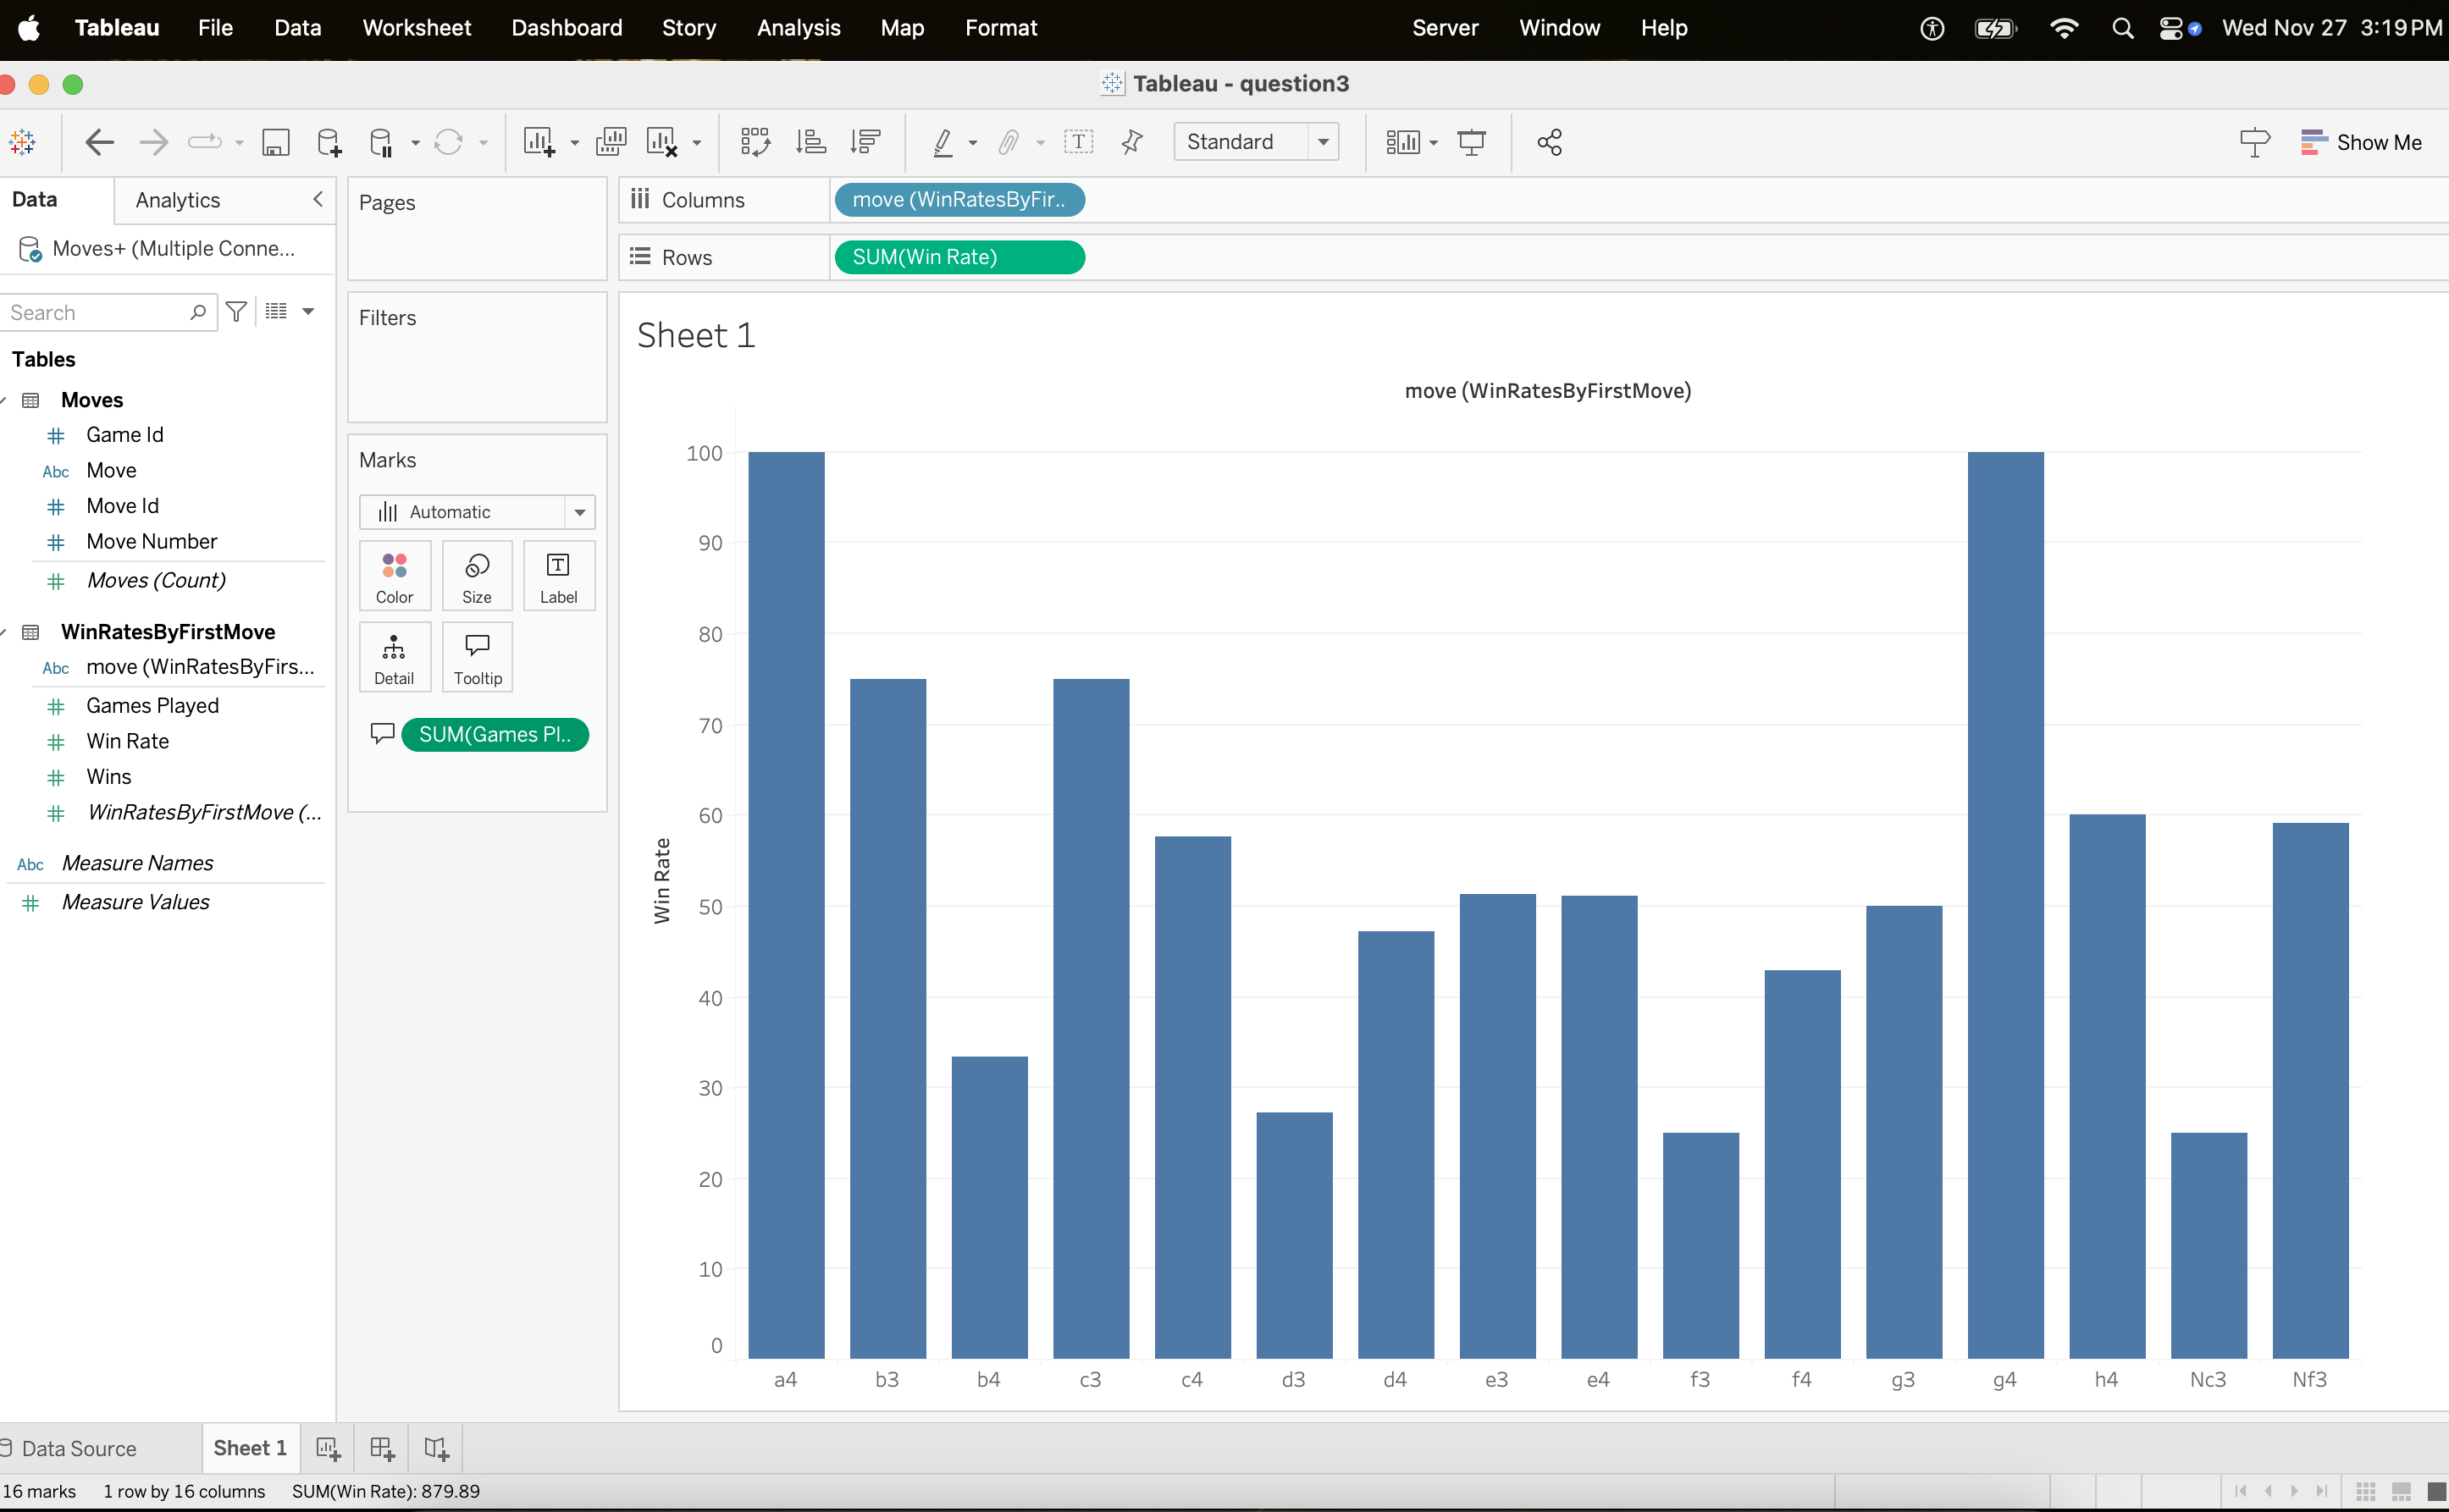 Tableau File Data Worksheet Dashboard Story Analysis Map Format Server Window Help Wed Nov 27 3:19 PM
Tableau - question3
Standard
Show Me
Data Analytics
Moves+ (Multiple Conne...
Search
Tables
Moves
# Game Id
Abc Move
# Move Id
# Move Number
# Moves (Count)
WinRatesByFirstMove
Abc move (WinRatesByFirs...
# Games Played
# Win Rate
# Wins
# WinRatesByFirstMove (...
Abc Measure Names
# Measure Values
Pages
Filters
Marks
Automatic
Color Size Label
Detail Tooltip
SUM(Games Pl..
Columns move (WinRatesByFir..
Rows SUM(Win Rate)
Sheet 1
move (WinRatesByFirstMove)
100
90
80
70
60
50
40
30
20
10
0
Win Rate
a4 b3 b4 c3 c4 d3 d4 e3 e4 f3 f4 g3 g4 h4 Nc3 Nf3
Data Source Sheet 1
16 marks 1 row by 16 columns SUM(Win Rate): 879.89